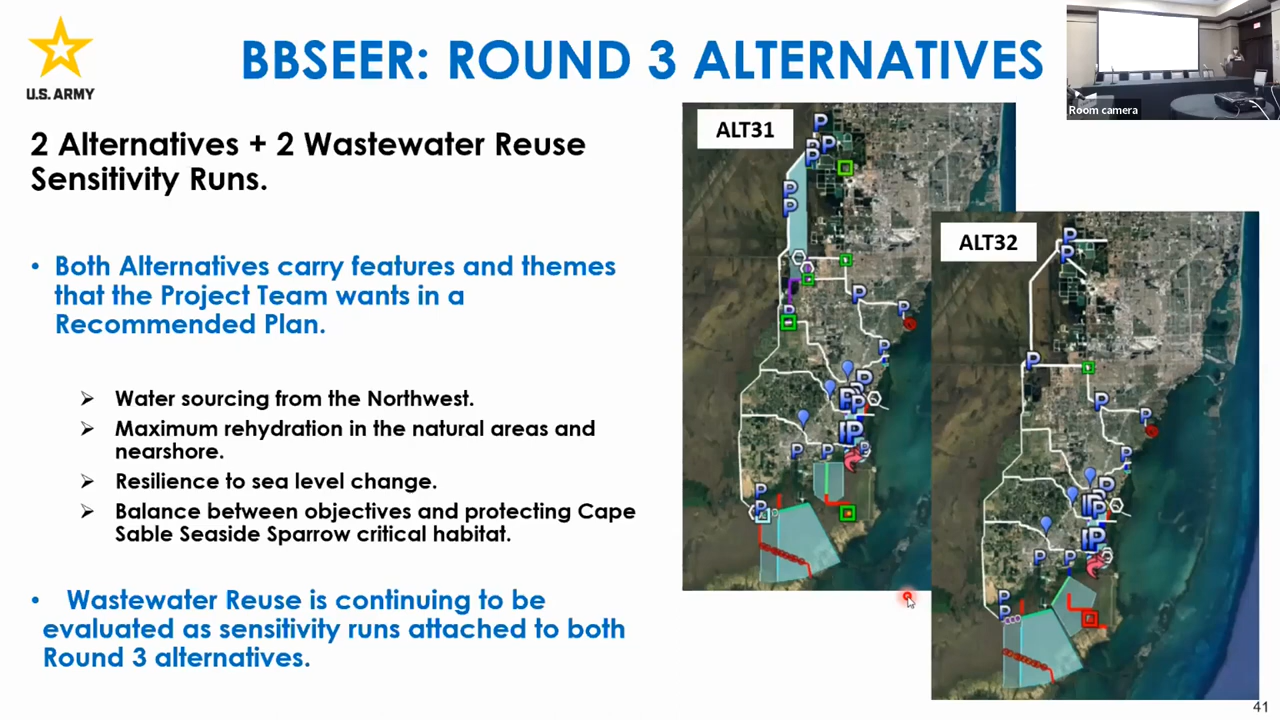 BBSEER: ROUND 3 ALTERNATIVES
U.S. ARMY
Room camera
2 Alternatives + 2 Wastewater Reuse
Sensitivity Runs.
• Both Alternatives carry features and themes
that the Project Team wants in a
Recommended Plan.
Water sourcing from the Northwest.
Maximum rehydration in the natural areas and
nearshore.
Resilience to sea level change.
Balance between objectives and protecting Cape
Sable Seaside Sparrow critical habitat.
• Wastewater Reuse is continuing to be
evaluated as sensitivity runs attached to both
Round 3 alternatives.
ALT31
ALT32
41